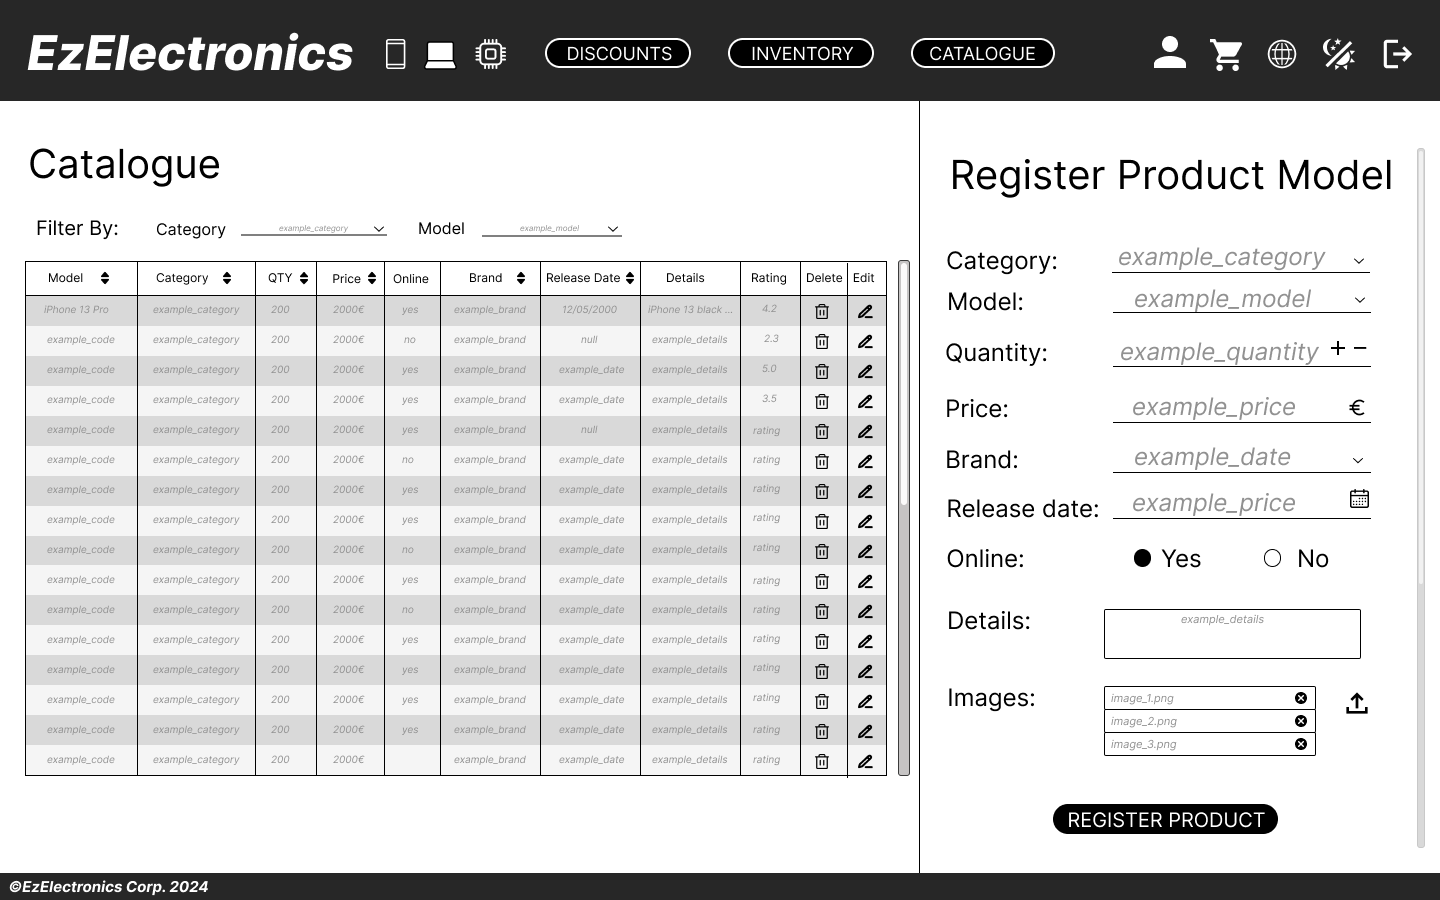 EzElectronics DISCOUNTS INVENTORY CATALOGUE
Catalogue
Filter By: Category example_category Model example_model
Model Category QTY Price Online Brand Release Date Details Rating Delete Edit
iPhone 13 Pro example_category 200 2000€ yes example_brand 12/05/2000 iPhone 13 black ... 4.2
example_code example_category 200 2000€ no example_brand null example_details 2.3
example_code example_category 200 2000€ yes example_brand example_date example_details 5.0
example_code example_category 200 2000€ yes example_brand example_date example_details 3.5
example_code example_category 200 2000€ yes example_brand null example_details rating
example_code example_category 200 2000€ no example_brand example_date example_details rating
example_code example_category 200 2000€ yes example_brand example_date example_details rating
example_code example_category 200 2000€ yes example_brand example_date example_details rating
example_code example_category 200 2000€ no example_brand example_date example_details rating
example_code example_category 200 2000€ yes example_brand example_date example_details rating
example_code example_category 200 2000€ no example_brand example_date example_details rating
example_code example_category 200 2000€ yes example_brand example_date example_details rating
example_code example_category 200 2000€ yes example_brand example_date example_details rating
example_code example_category 200 2000€ yes example_brand example_date example_details rating
example_code example_category 200 2000€ yes example_brand example_date example_details rating
example_code example_category 200 2000€ example_brand example_date example_details rating
Register Product Model
Category: example_category
Model: example_model
Quantity: example_quantity + −
Price: example_price €
Brand: example_date
Release date: example_price
Online: Yes No
Details: example_details
Images: image_1.png
image_2.png
image_3.png
REGISTER PRODUCT
©EzElectronics Corp. 2024